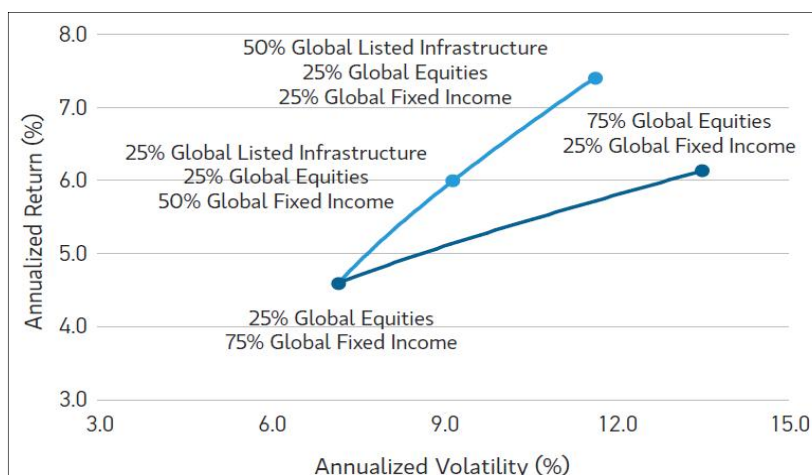 8.0
50% Global Listed Infrastructure
25% Global Equities
25% Global Fixed Income
7.0
75% Global Equities
25% Global Fixed Income
25% Global Listed Infrastructure
25% Global Equities
50% Global Fixed Income
6.0
Annualized Return (%)
5.0
25% Global Equities
75% Global Fixed Income
4.0
3.0
3.0 6.0 9.0 12.0 15.0
Annualized Volatility (%)